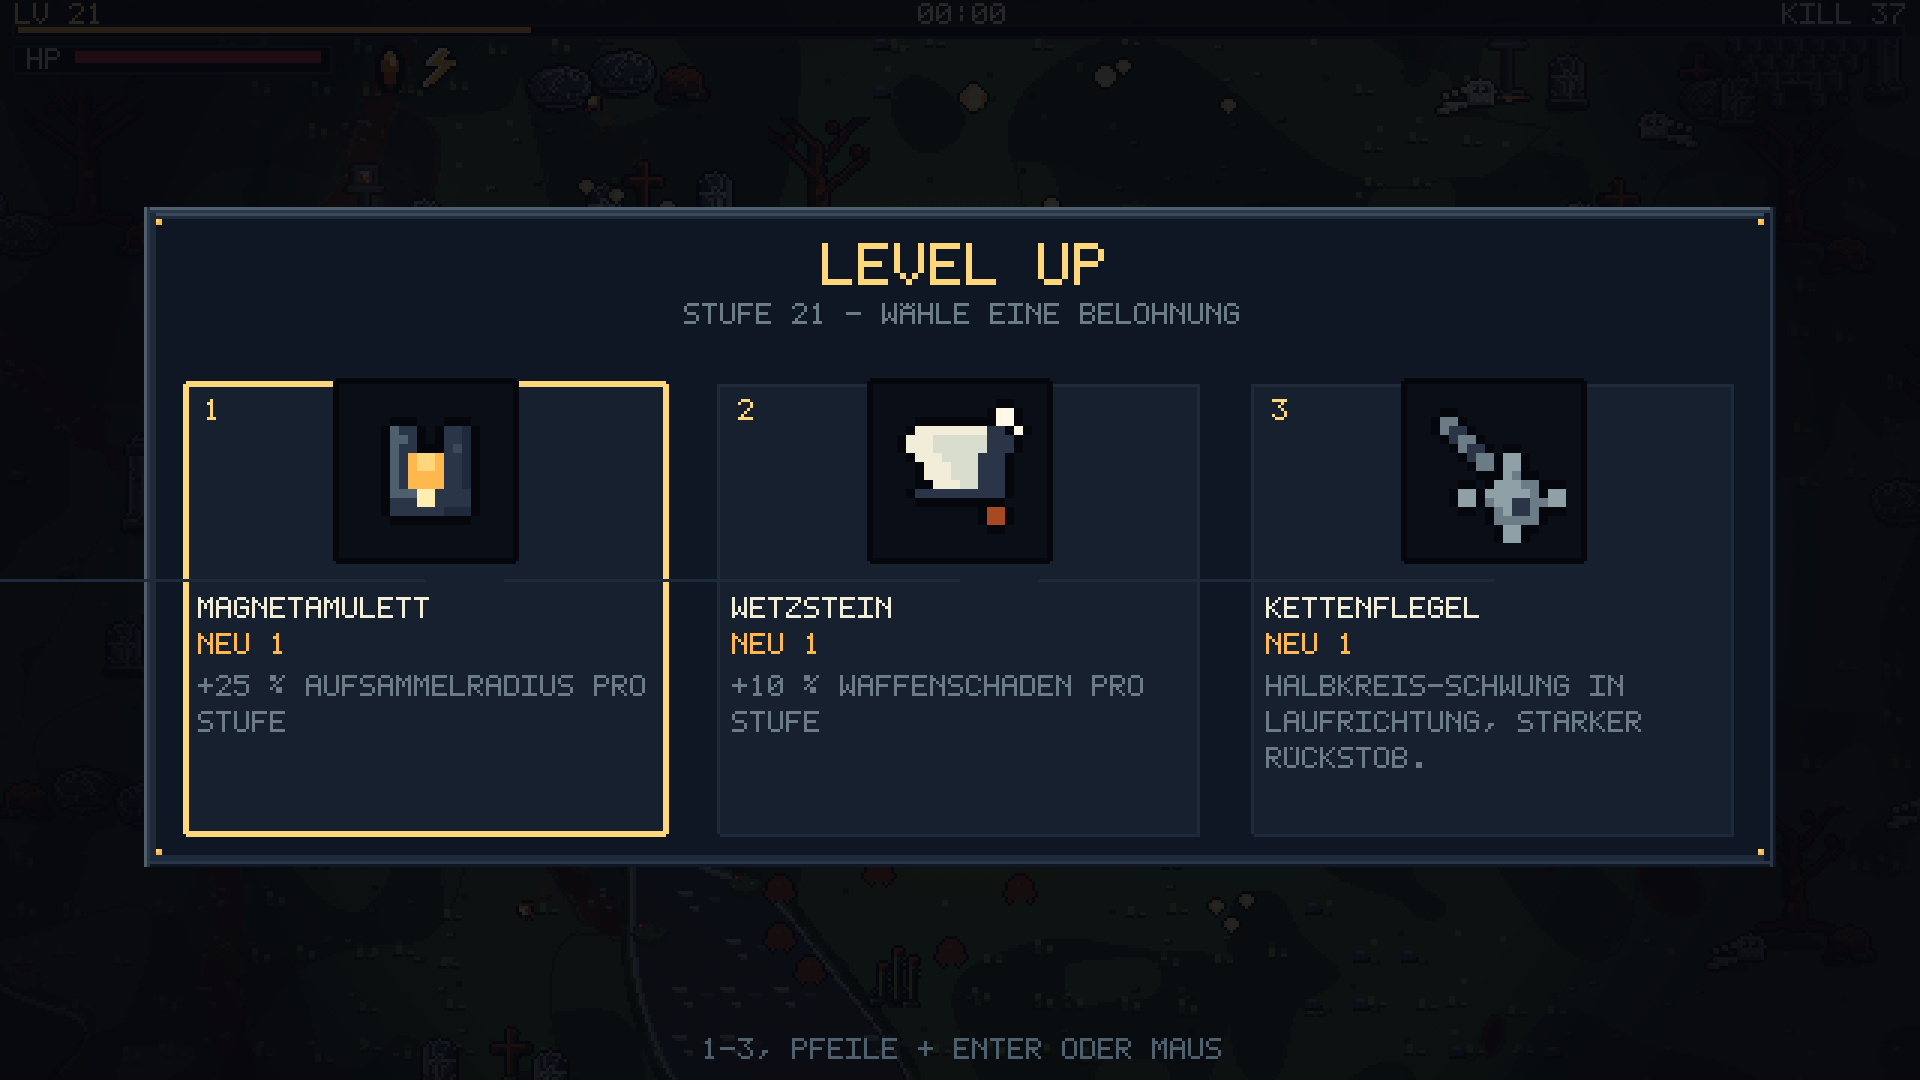 LV 21
00:00
KILL 37
HP
LEVEL UP
STUFE 21 - WÄHLE EINE BELOHNUNG
1
2
3
MAGNETAMULETT
NEU 1
+25 % AUFSAMMELRADIUS PRO
STUFE
WETZSTEIN
NEU 1
+10 % WAFFENSCHADEN PRO
STUFE
KETTENFLEGEL
NEU 1
HALBKREIS-SCHWUNG IN
LAUFRICHTUNG, STARKER
RÜCKSTOß.
1-3, PFEILE + ENTER ODER MAUS